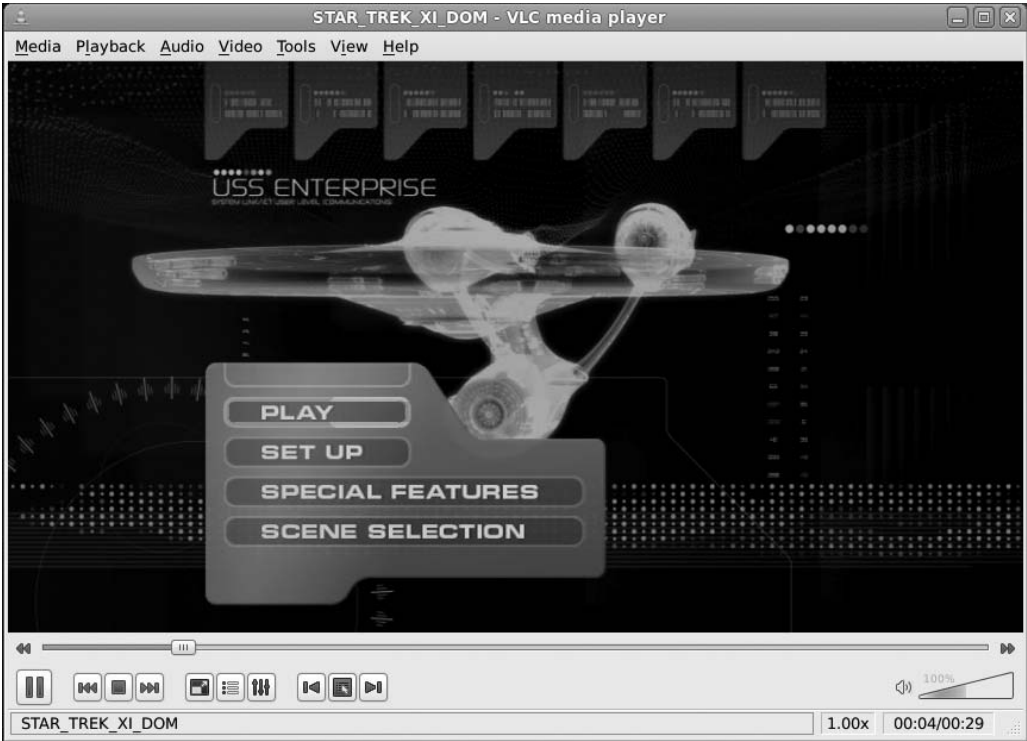 STAR_TREK_XI_DOM - VLC media player
Media Playback Audio Video Tools View Help
USS ENTERPRISE
PLAY
SET UP
SPECIAL FEATURES
SCENE SELECTION
100%
STAR_TREK_XI_DOM 1.00x 00:04/00:29